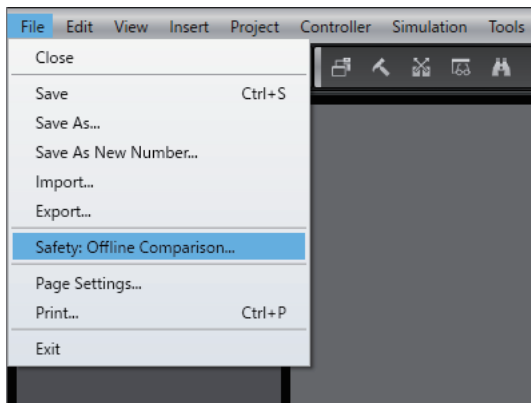 File Edit View Insert Project Controller Simulation Tools
Close
Save Ctrl+S
Save As...
Save As New Number...
Import...
Export...
Safety: Offline Comparison...
Page Settings...
Print... Ctrl+P
Exit